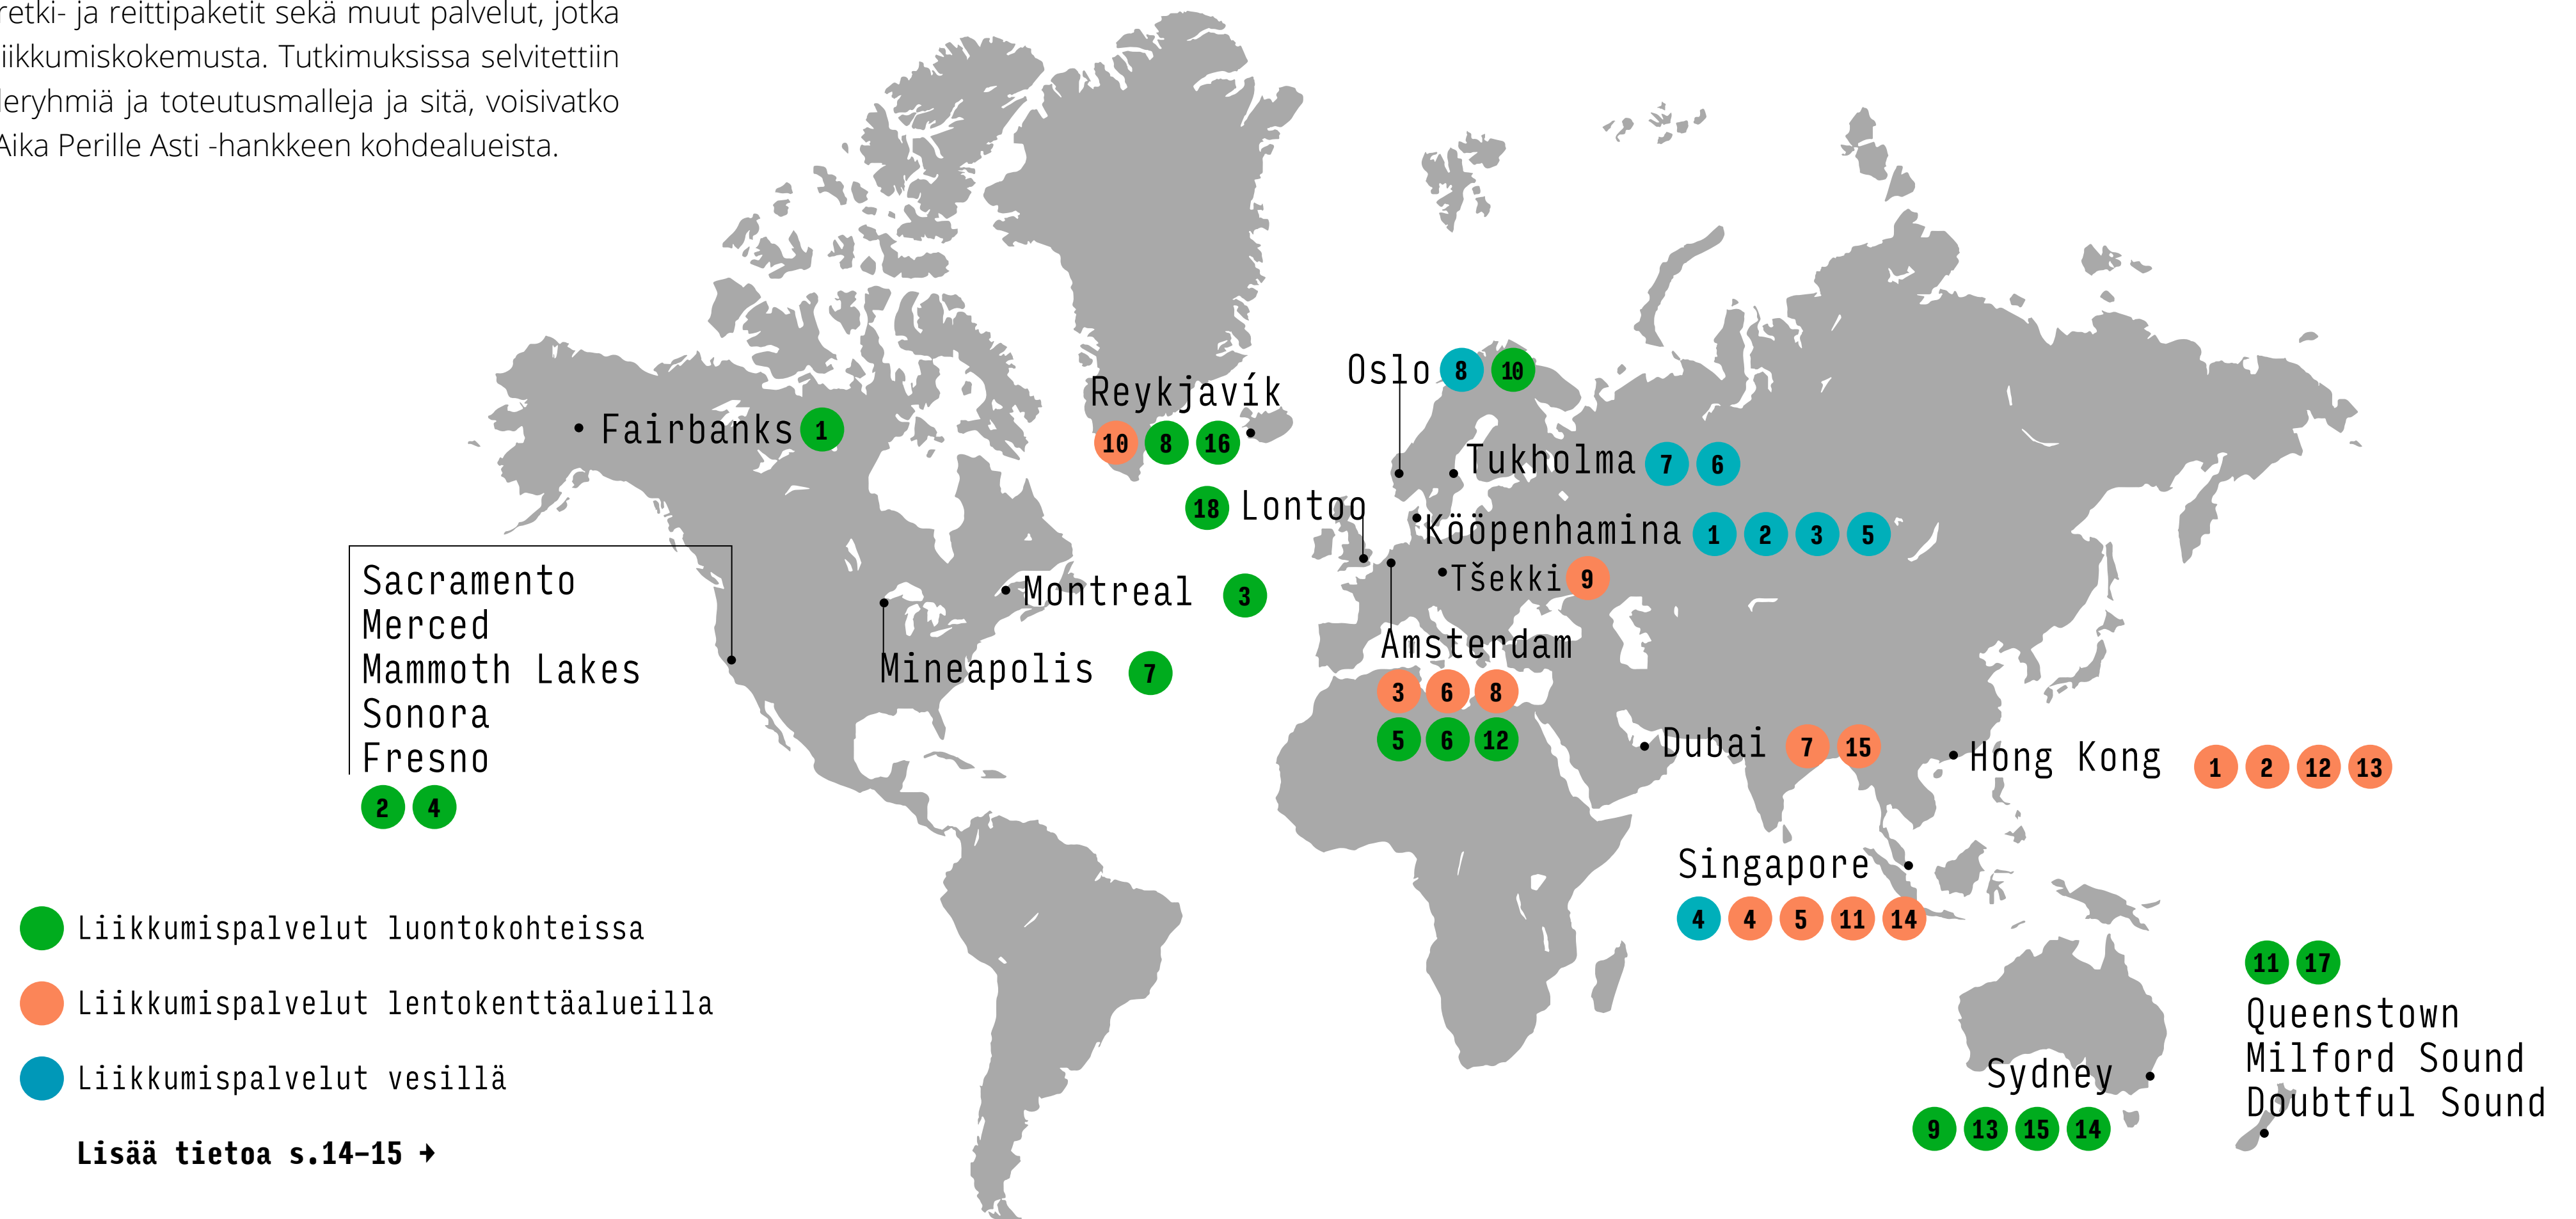 retki- ja reittipaketit sekä muut palvelut, jotka
iikkumiskokemusta. Tutkimuksissa selvitettiin
leryhmiä ja toteutusmalleja ja sitä, voisivatko
Aika Perille Asti -hankkeen kohdealueista.
Oslo 8 10
Reykjavík
10 8 16
Fairbanks 1
Tukholma 7 6
18 Lontoo
Kööpenhamina 1 2 3 5
Tšekki 9
Montreal 3
Sacramento
Merced
Mammoth Lakes
Sonora
Fresno
2 4
Mineapolis 7
Amsterdam
3 6 8
5 6 12
Dubai 7 15
Hong Kong 1 2 12 13
Singapore
4 4 5 11 14
11 17
Queenstown
Milford Sound
Doubtful Sound
Sydney
9 13 15 14
Liikkumispalvelut luontokohteissa
Liikkumispalvelut lentokenttäalueilla
Liikkumispalvelut vesillä
Lisää tietoa s.14–15 →